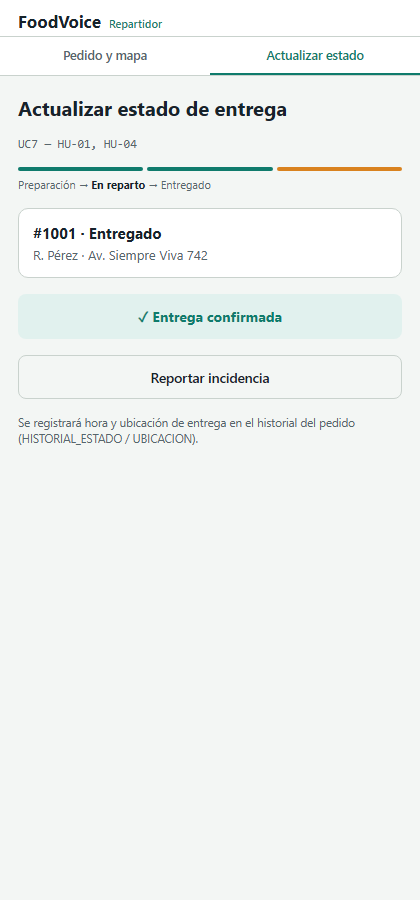 FoodVoice Repartidor
Pedido y mapa Actualizar estado
Actualizar estado de entrega
UC7 — HU-01, HU-04
Preparación → En reparto → Entregado
#1001 · Entregado
R. Pérez · Av. Siempre Viva 742
✓ Entrega confirmada
Reportar incidencia
Se registrará hora y ubicación de entrega en el historial del pedido
(HISTORIAL_ESTADO / UBICACION).